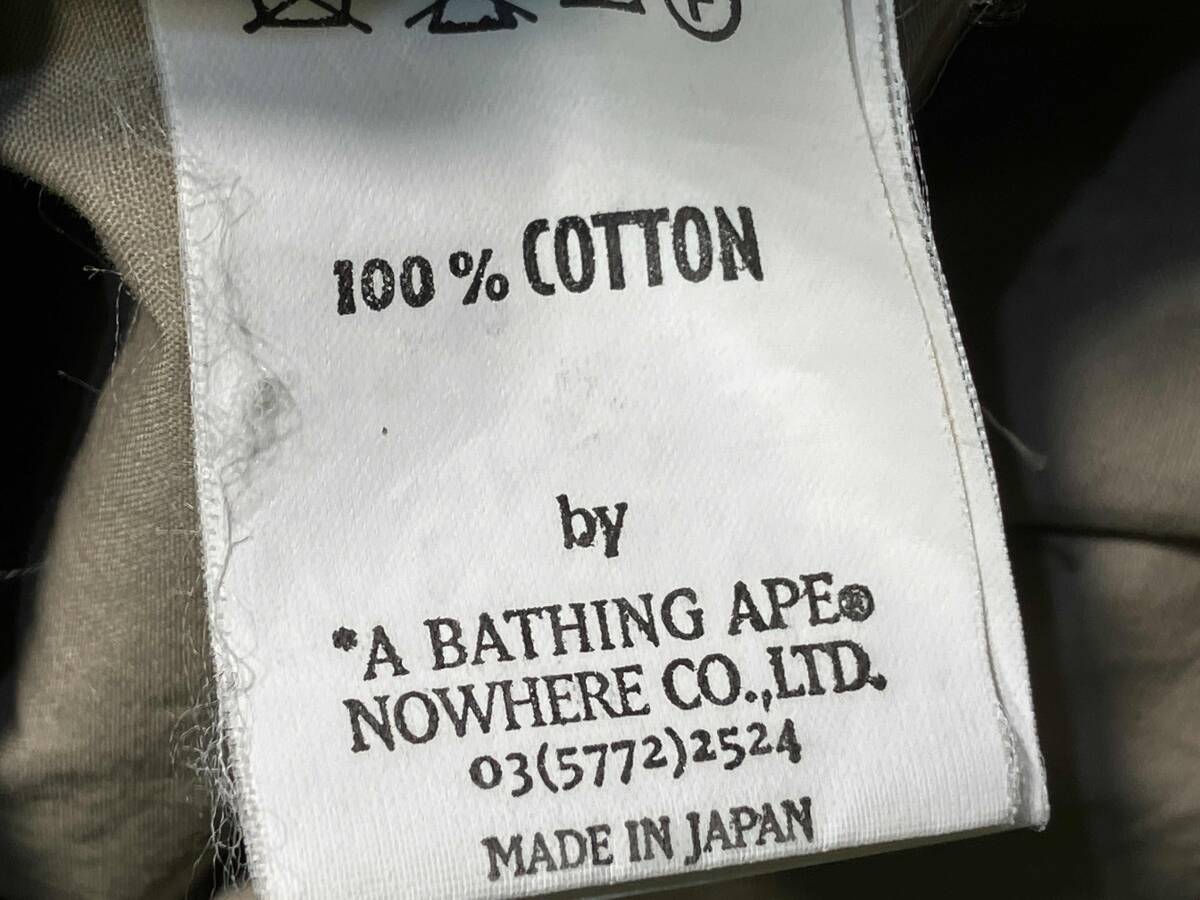 100% COTTON
by
*A BATHING APE®
NOWHERE CO.,LTD.
03(5772)2524
MADE IN JAPAN